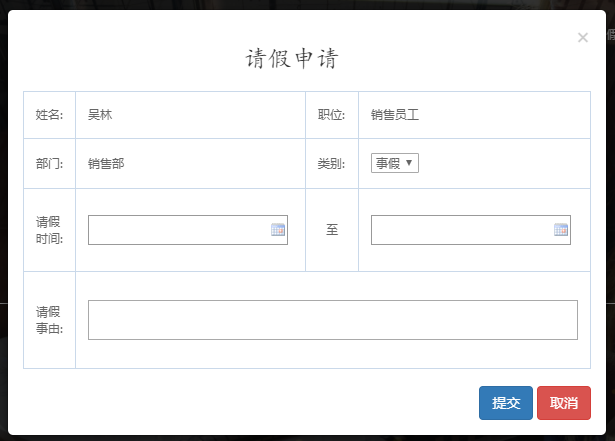 ×
请假申请
姓名: 吴林 职位: 销售员工
部门: 销售部 类别: 事假
请假
时间: 至
请假
事由:
提交 取消